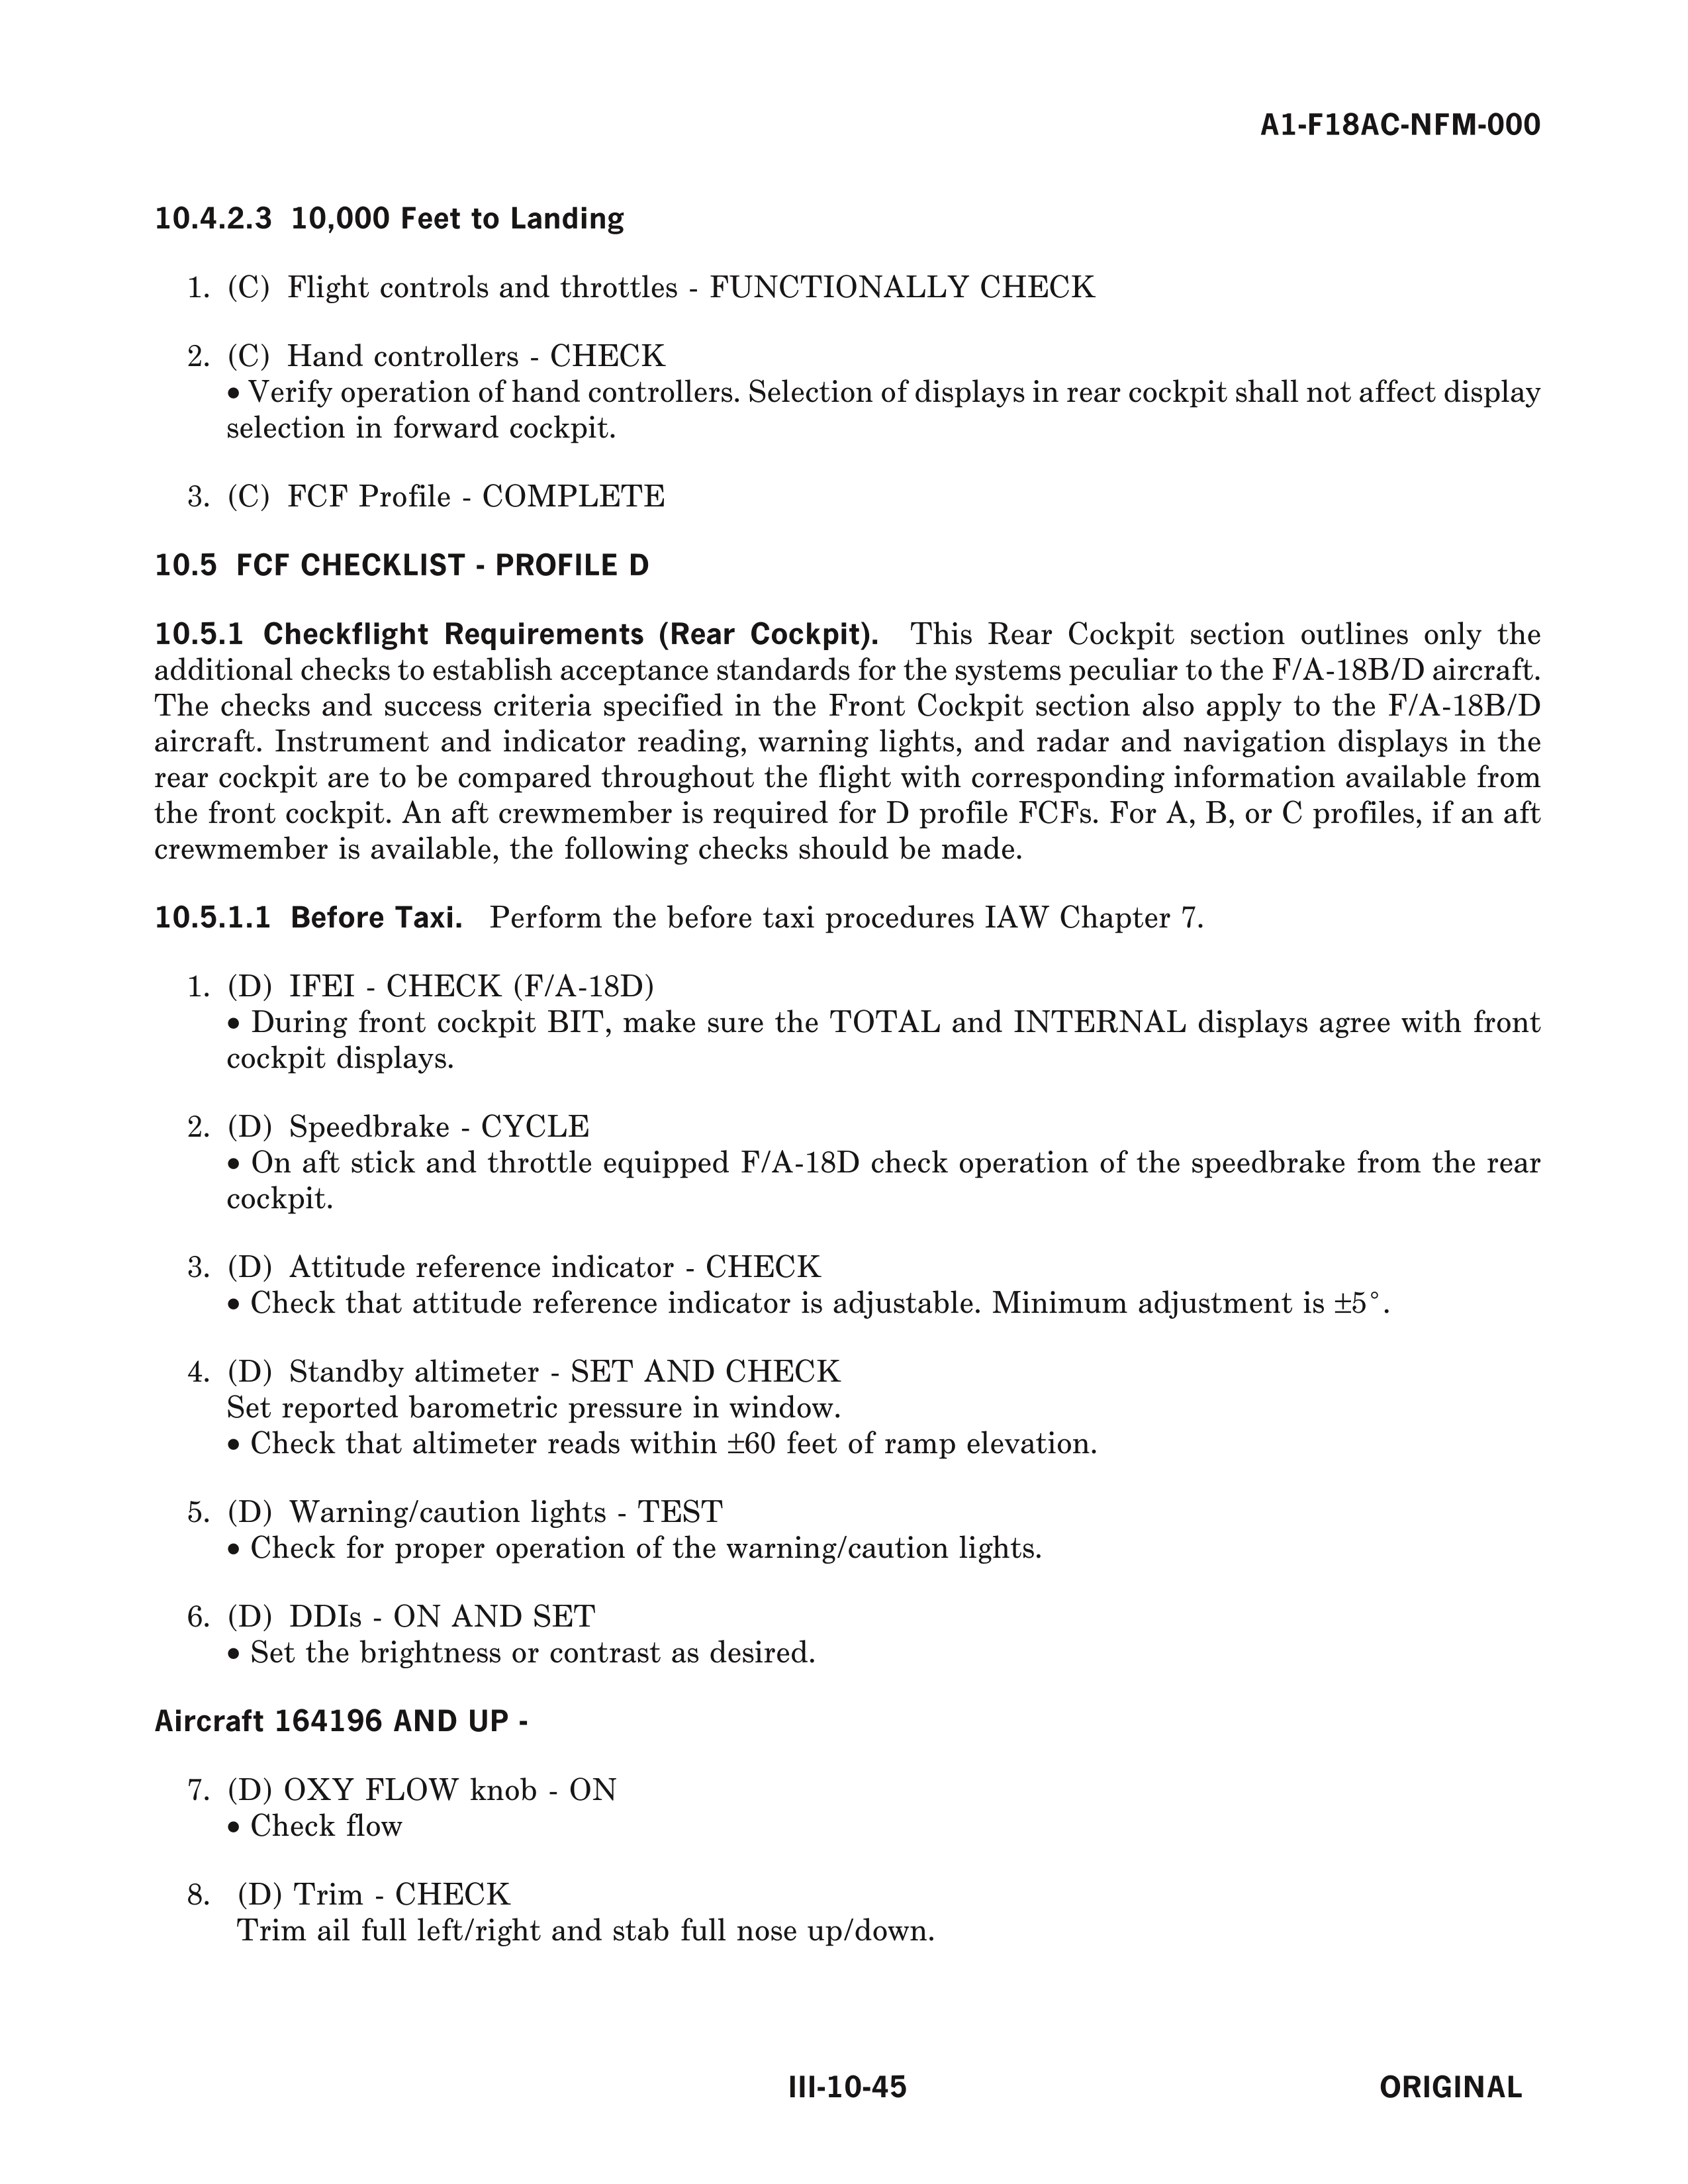 A1-F18AC-NFM-000
10.4.2.3 10,000 Feet to Landing
1. (C) Flight controls and throttles - FUNCTIONALLY CHECK
2. (C) Hand controllers - CHECK
• Verify operation of hand controllers. Selection of displays in rear cockpit shall not affect display
selection in forward cockpit.
3. (C) FCF Profile - COMPLETE
10.5 FCF CHECKLIST - PROFILE D
10.5.1 Checkflight Requirements (Rear Cockpit). This Rear Cockpit section outlines only the
additional checks to establish acceptance standards for the systems peculiar to the F/A-18B/D aircraft.
The checks and success criteria specified in the Front Cockpit section also apply to the F/A-18B/D
aircraft. Instrument and indicator reading, warning lights, and radar and navigation displays in the
rear cockpit are to be compared throughout the flight with corresponding information available from
the front cockpit. An aft crewmember is required for D profile FCFs. For A, B, or C profiles, if an aft
crewmember is available, the following checks should be made.
10.5.1.1 Before Taxi. Perform the before taxi procedures IAW Chapter 7.
1. (D) IFEI - CHECK (F/A-18D)
• During front cockpit BIT, make sure the TOTAL and INTERNAL displays agree with front
cockpit displays.
2. (D) Speedbrake - CYCLE
• On aft stick and throttle equipped F/A-18D check operation of the speedbrake from the rear
cockpit.
3. (D) Attitude reference indicator - CHECK
• Check that attitude reference indicator is adjustable. Minimum adjustment is ±5°.
4. (D) Standby altimeter - SET AND CHECK
Set reported barometric pressure in window.
• Check that altimeter reads within ±60 feet of ramp elevation.
5. (D) Warning/caution lights - TEST
• Check for proper operation of the warning/caution lights.
6. (D) DDIs - ON AND SET
• Set the brightness or contrast as desired.
Aircraft 164196 AND UP -
7. (D) OXY FLOW knob - ON
• Check flow
8. (D) Trim - CHECK
Trim ail full left/right and stab full nose up/down.
III-10-45 ORIGINAL